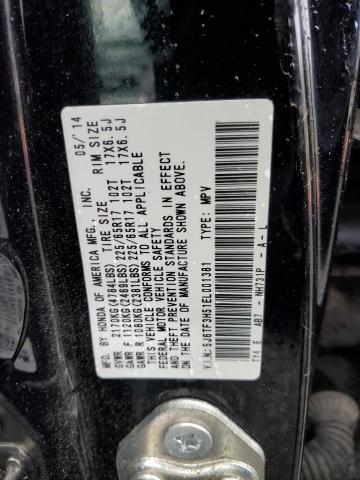 MFD. BY HONDA OF AMERICA MFG., INC. 05/'14
TIRE SIZE RIM SIZE
GVWR 2170KG(4784LBS)
GAWR F 1120KG(2469LBS) 225/65R17 102T 17X6.5J
GAWR R 1080KG(2381LBS) 225/65R17 102T 17X6.5J
THIS VEHICLE CONFORMS TO ALL APPLICABLE
FEDERAL MOTOR VEHICLE SAFETY
AND THEFT PREVENTION STANDARDS IN EFFECT
ON THE DATE OF MANUFACTURE SHOWN ABOVE.
V.I.N.: 5J8TF3H51EL001381 TYPE: MPV
TY4 E AB7 NH731P - A - L